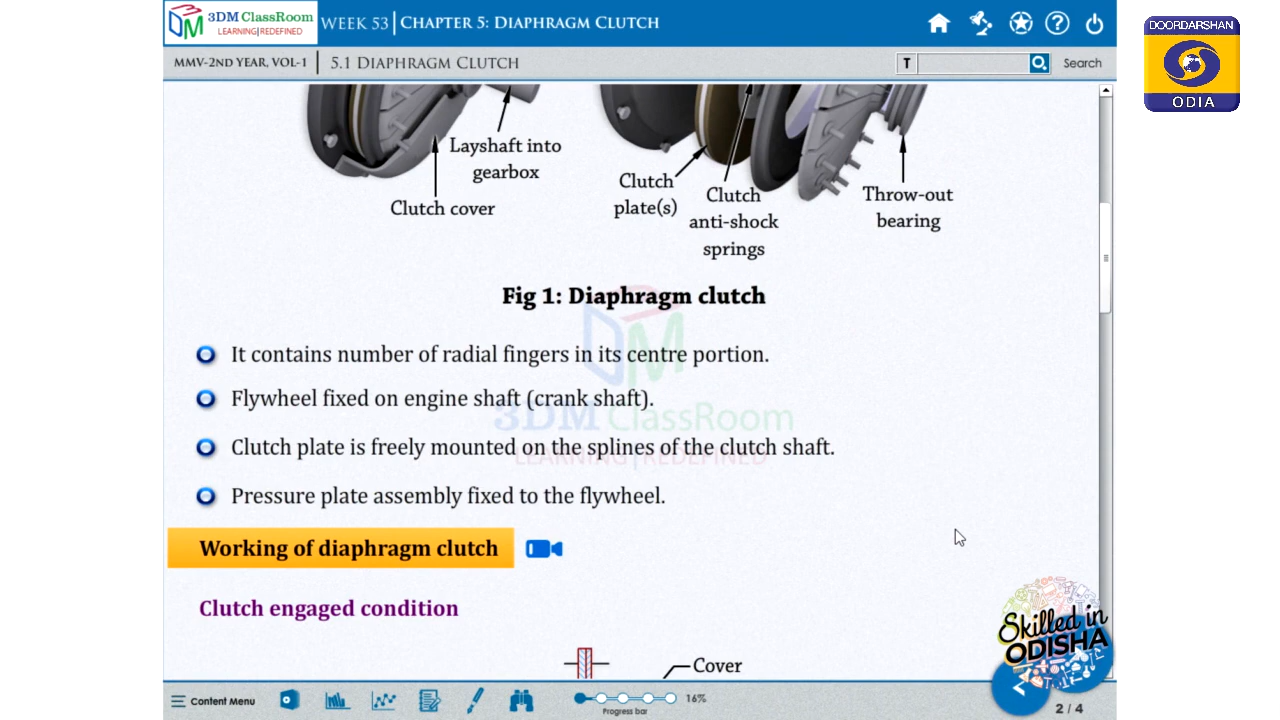 3DM ClassRoom
LEARNING|REDEFINED
WEEK 53
CHAPTER 5: DIAPHRAGM CLUTCH
DOORDARSHAN
ODIA
MMV-2ND YEAR, VOL-1
5.1 DIAPHRAGM CLUTCH
T
Search
Layshaft into
gearbox
Clutch cover
Clutch
plate(s)
Clutch
anti-shock
springs
Throw-out
bearing
Fig 1: Diaphragm clutch
It contains number of radial fingers in its centre portion.
Flywheel fixed on engine shaft (crank shaft).
3DM ClassRoom
Clutch plate is freely mounted on the splines of the clutch shaft.
LEARNING|REDEFINED
Pressure plate assembly fixed to the flywheel.
Working of diaphragm clutch
Clutch engaged condition
Cover
Skilled in
ODISHA
Content Menu
Progress bar
16%
2 / 4